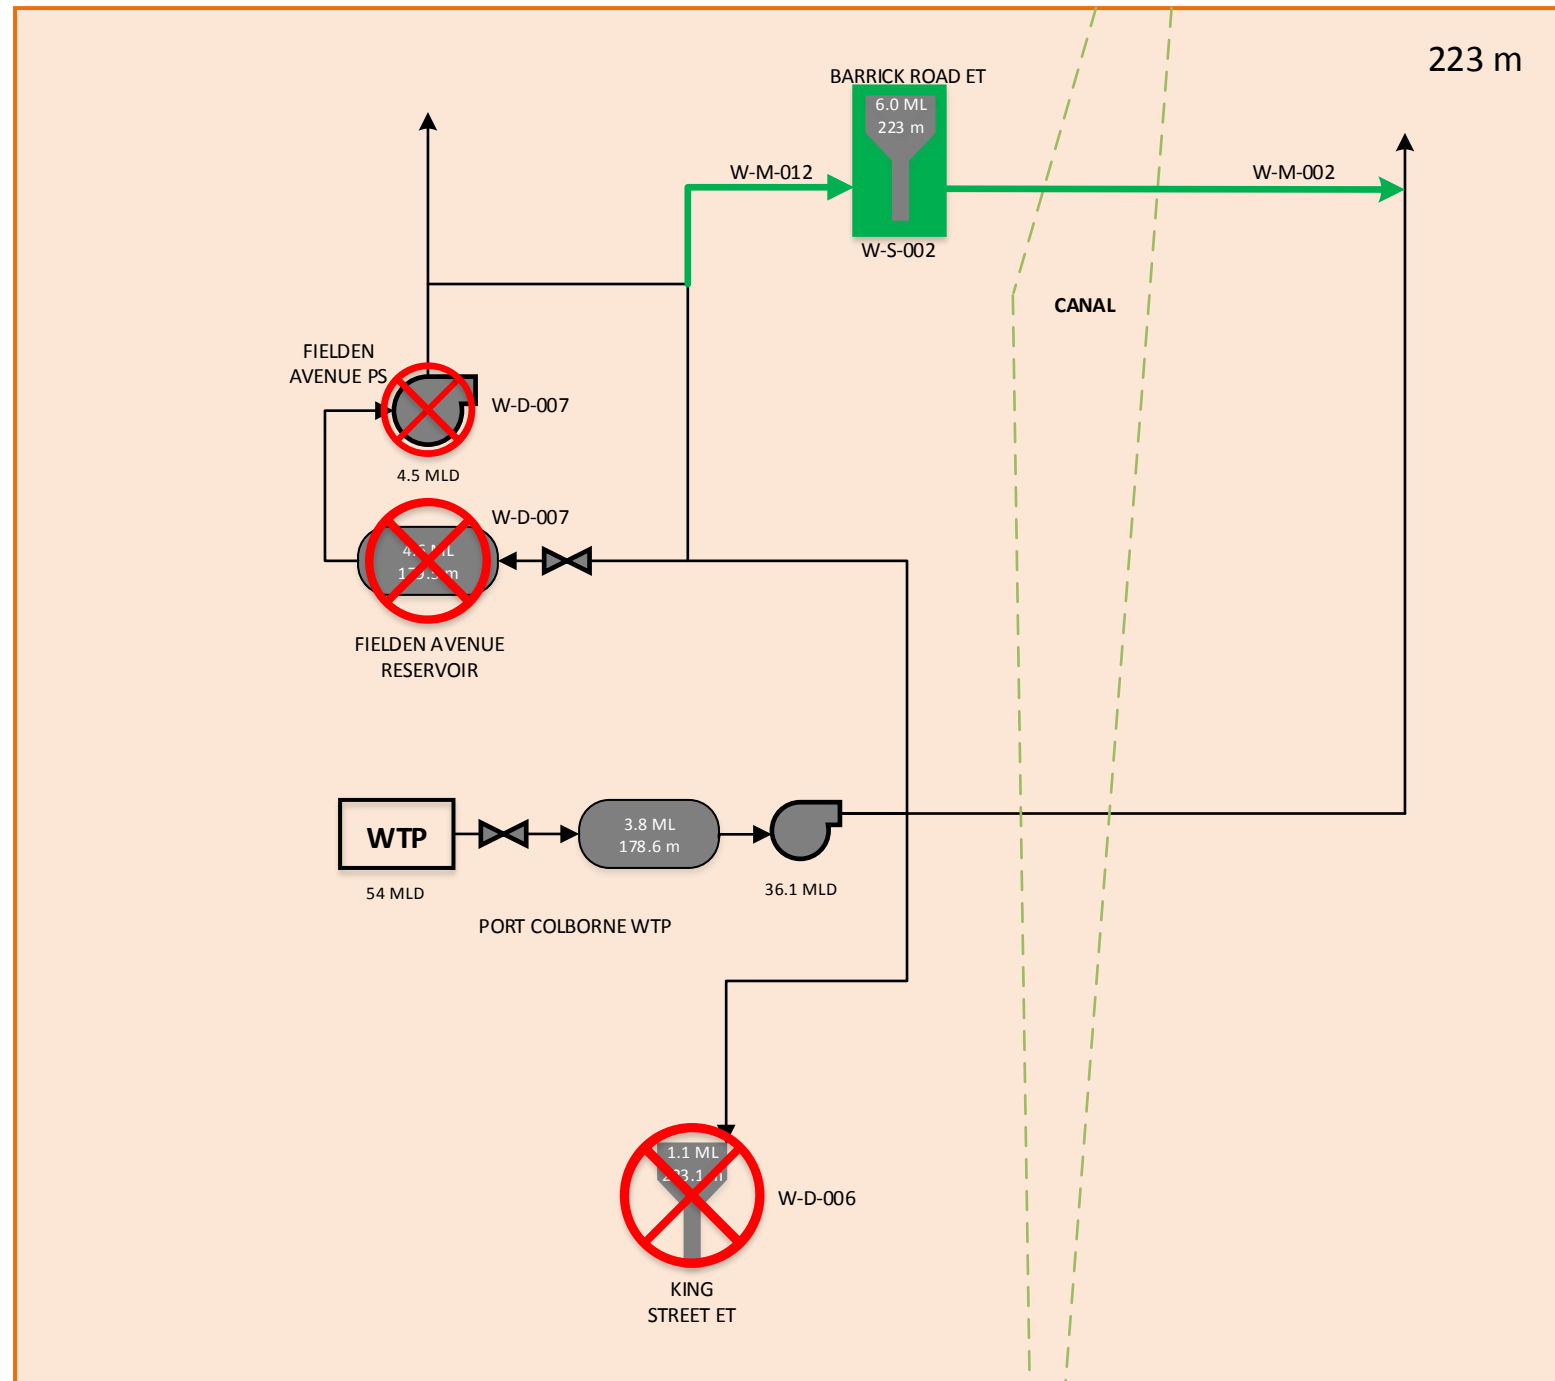 223 m
BARRICK ROAD ET
6.0 ML
223 m
W-M-012
W-M-002
W-S-002
CANAL
FIELDEN
AVENUE PS
W-D-007
4.5 MLD
W-D-007
ML
m
FIELDEN AVENUE
RESERVOIR
WTP
3.8 ML
178.6 m
54 MLD
36.1 MLD
PORT COLBORNE WTP
1.1 ML
W-D-006
KING
STREET ET